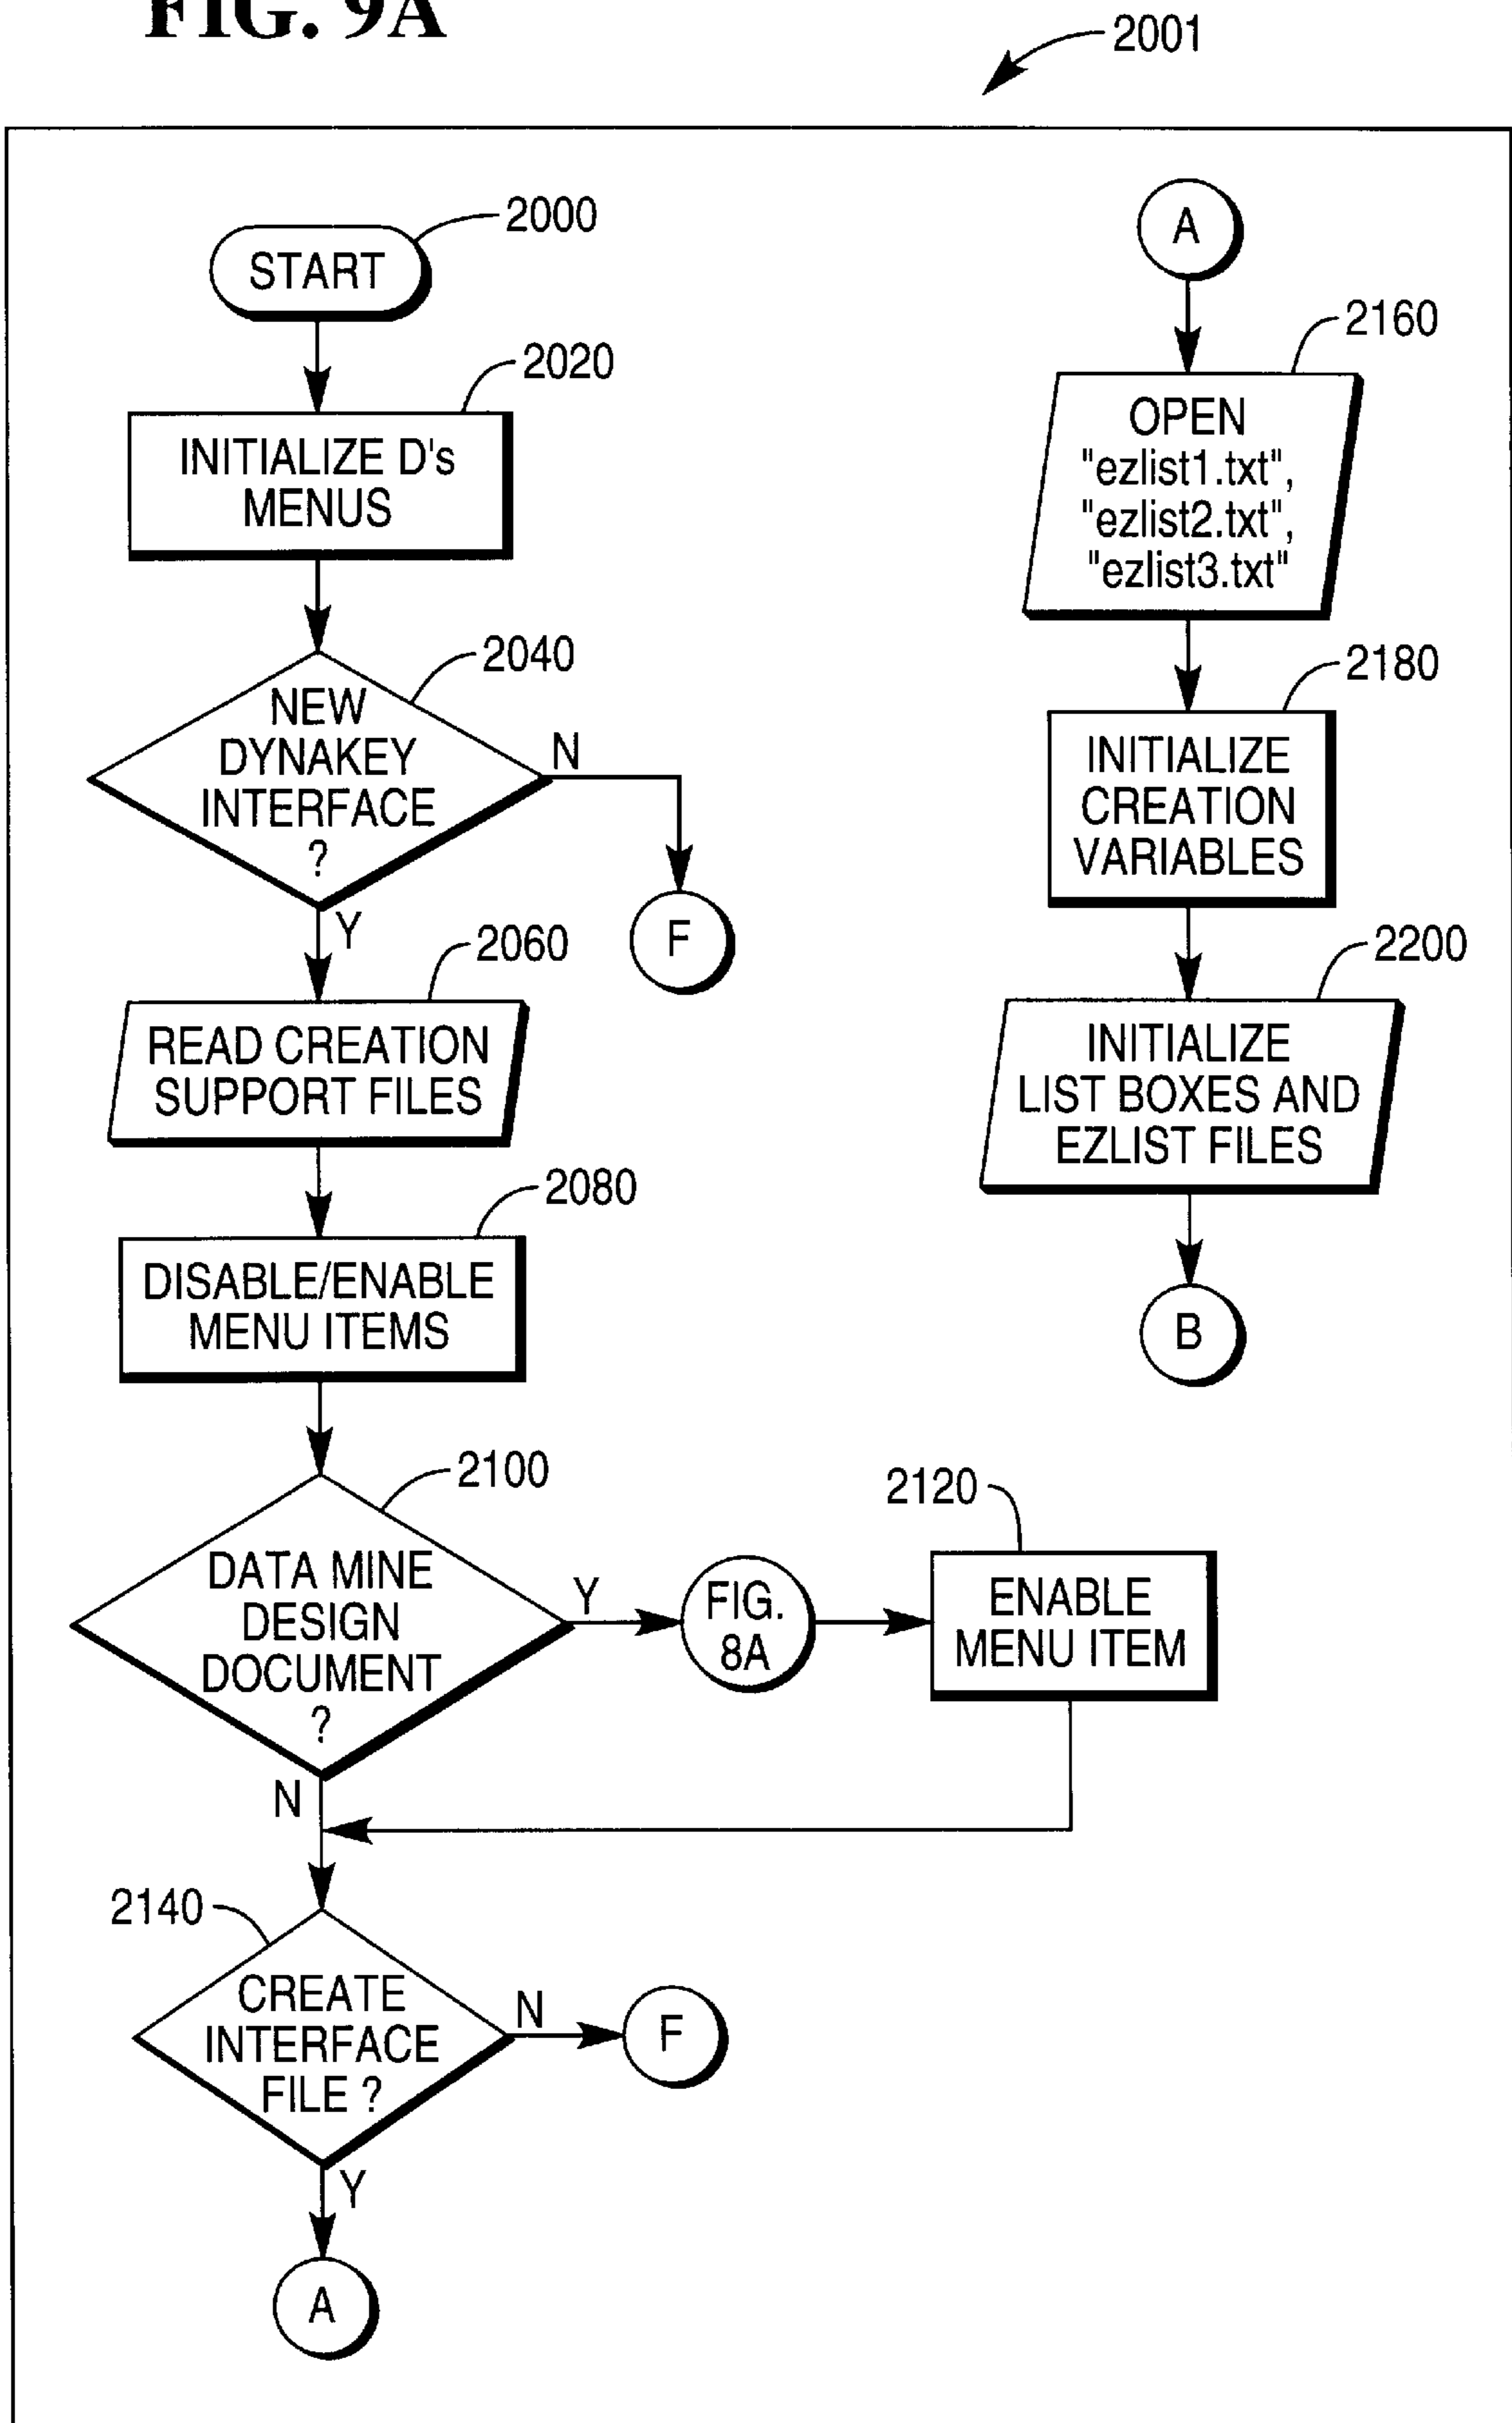 FIG. 9A
2001
2000
START
2020
INITIALIZE D's
MENUS
2040
NEW
DYNAKEY
INTERFACE
?
N
F
Y
2060
READ CREATION
SUPPORT FILES
2080
DISABLE/ENABLE
MENU ITEMS
2100
DATA MINE
DESIGN
DOCUMENT
?
Y
FIG.
8A
2120
ENABLE
MENU ITEM
N
2140
CREATE
INTERFACE
FILE ?
N
F
Y
A
A
2160
OPEN
"ezlist1.txt",
"ezlist2.txt",
"ezlist3.txt"
2180
INITIALIZE
CREATION
VARIABLES
2200
INITIALIZE
LIST BOXES AND
EZLIST FILES
B